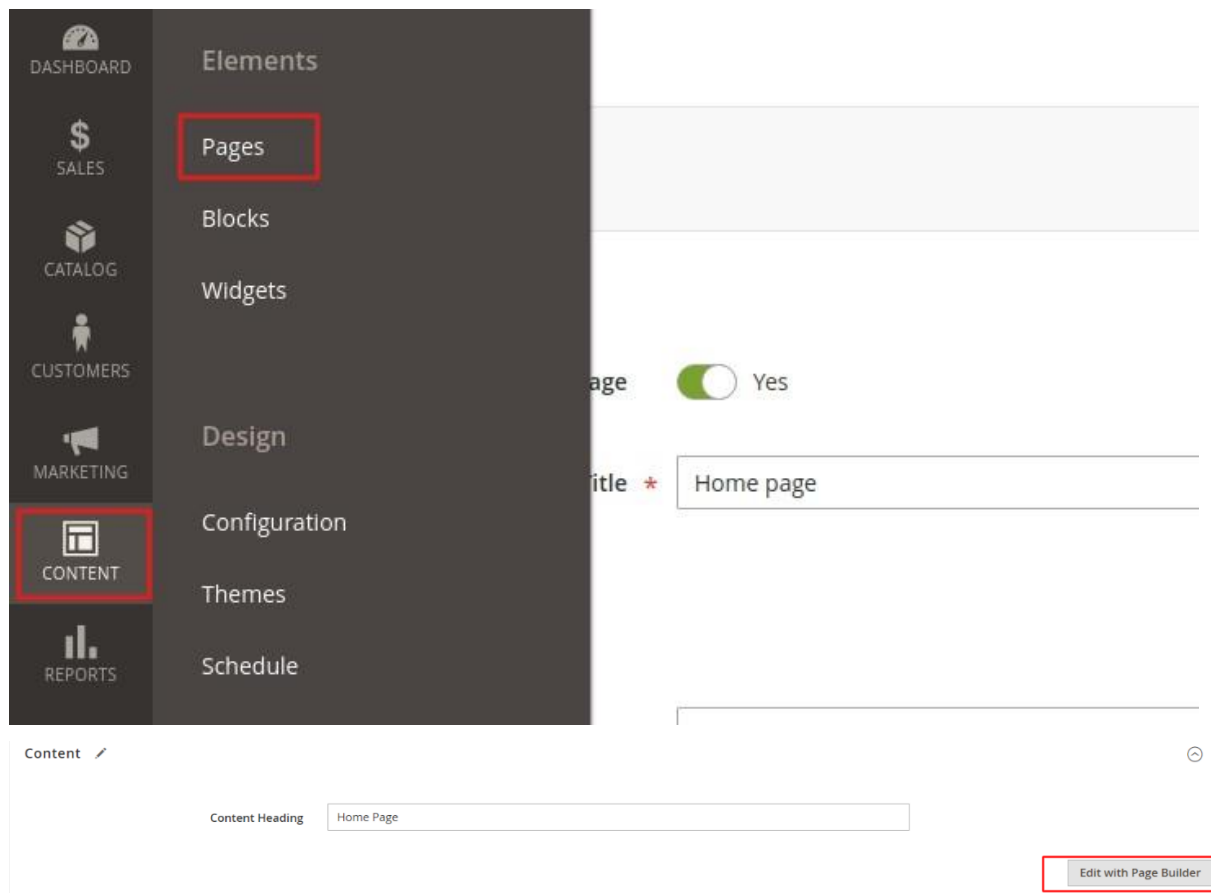 DASHBOARD
SALES
CATALOG
CUSTOMERS
MARKETING
CONTENT
REPORTS
Elements
Pages
Blocks
Widgets
Design
Configuration
Themes
Schedule
age
Yes
itle *
Home page
Content
Content Heading
Home Page
Edit with Page Builder